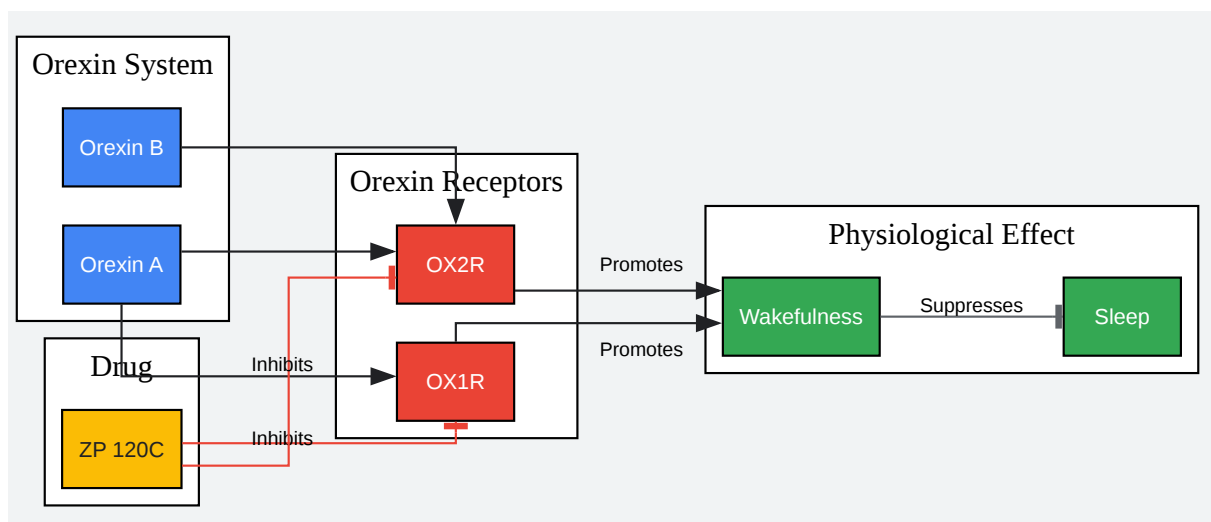 Orexin System
Orexin B
Orexin A
Drug
ZP 120C
Inhibits
Inhibits
Orexin Receptors
OX2R
OX1R
Promotes
Promotes
Physiological Effect
Wakefulness
Suppresses
Sleep